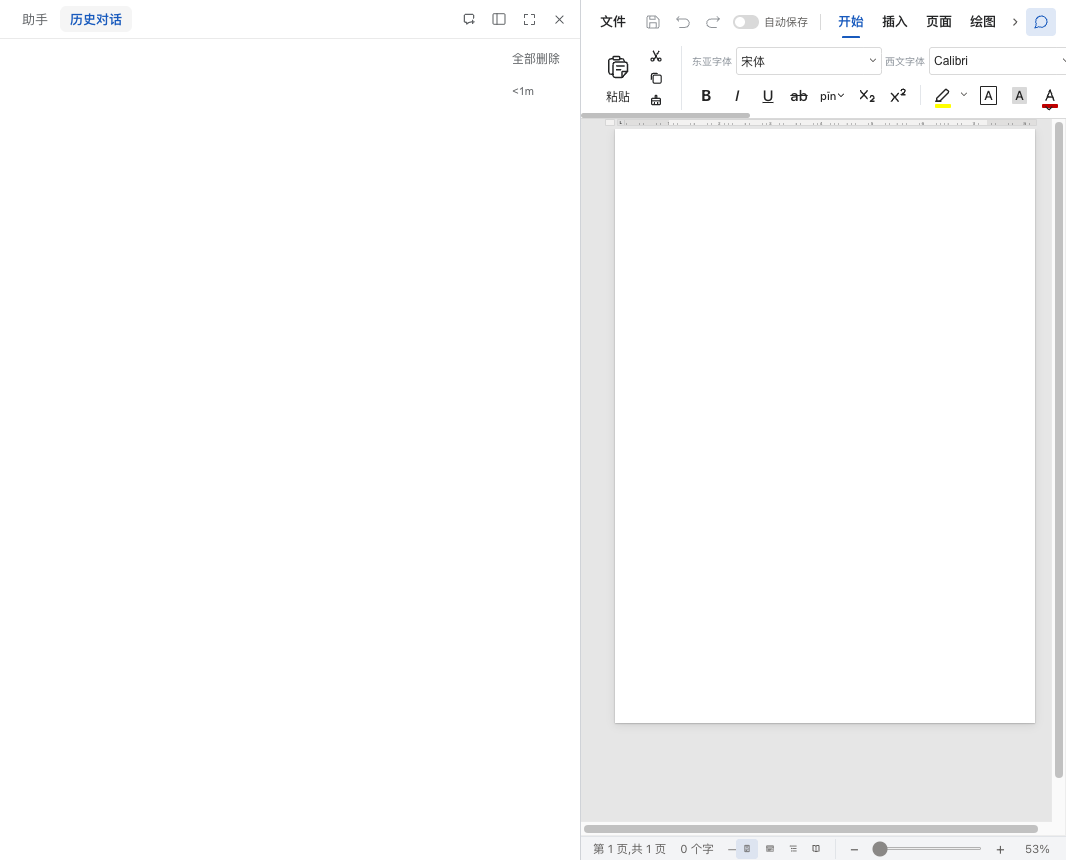 助手 历史对话
全部删除
<1m
文件 自动保存 开始 插入 页面 绘图
粘贴 东亚字体 宋体 西文字体 Calibri
B I U ab pīn X₂ X² A A A
第 1 页,共 1 页 0 个字 53%